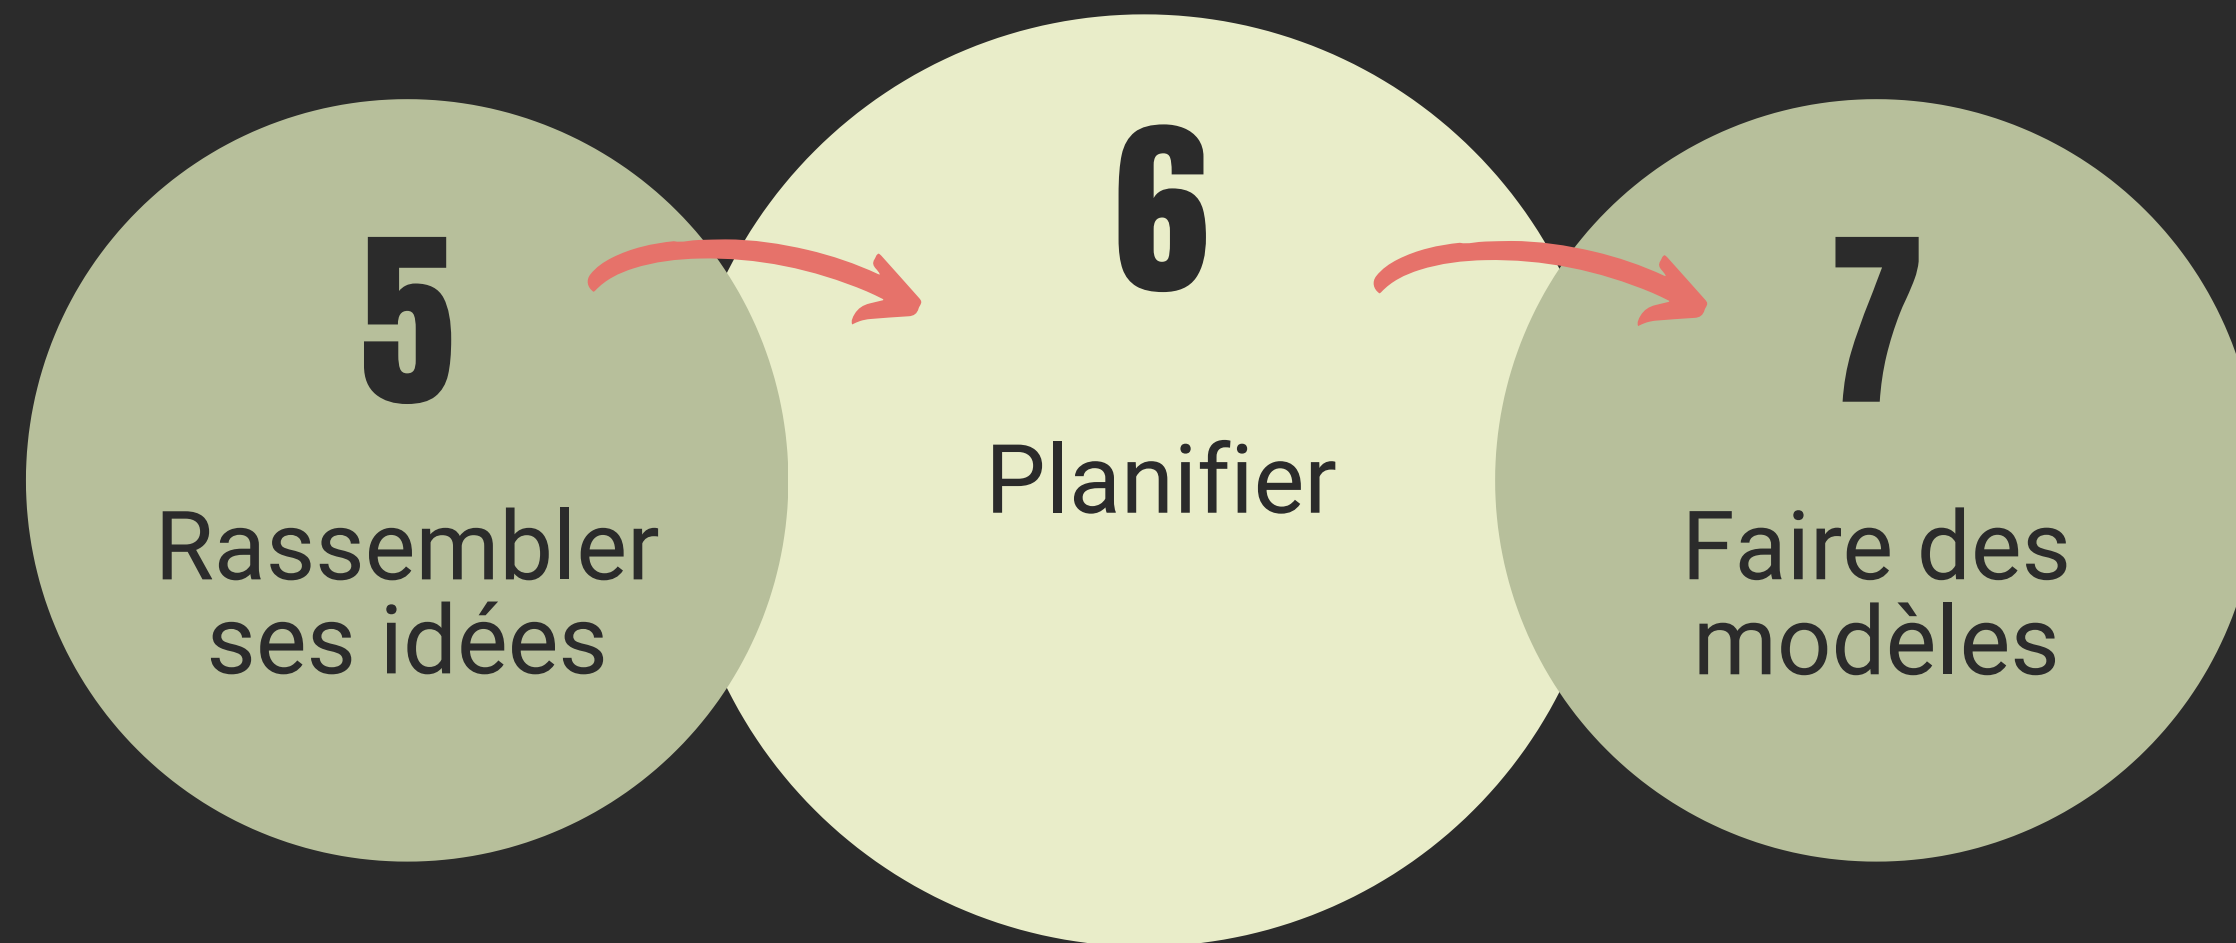 5
Rassembler
ses idées
6
Planifier
7
Faire des
modèles